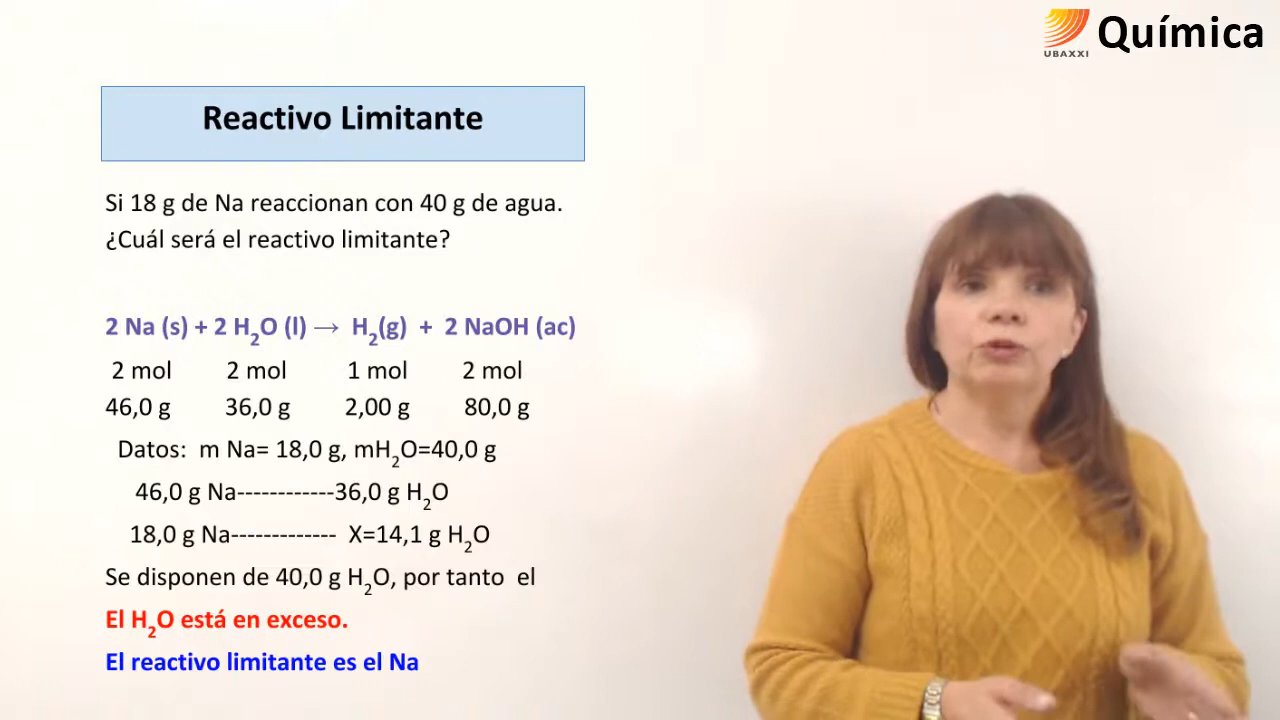 UBAXXI
Química
Reactivo Limitante
Si 18 g de Na reaccionan con 40 g de agua.
¿Cuál será el reactivo limitante?
2 Na (s) + 2 H₂O (l) → H₂(g) + 2 NaOH (ac)
2 mol 2 mol 1 mol 2 mol
46,0 g 36,0 g 2,00 g 80,0 g
Datos: m Na= 18,0 g, mH₂O=40,0 g
46,0 g Na------------36,0 g H₂O
18,0 g Na------------- X=14,1 g H₂O
Se disponen de 40,0 g H₂O, por tanto el
El H₂O está en exceso.
El reactivo limitante es el Na